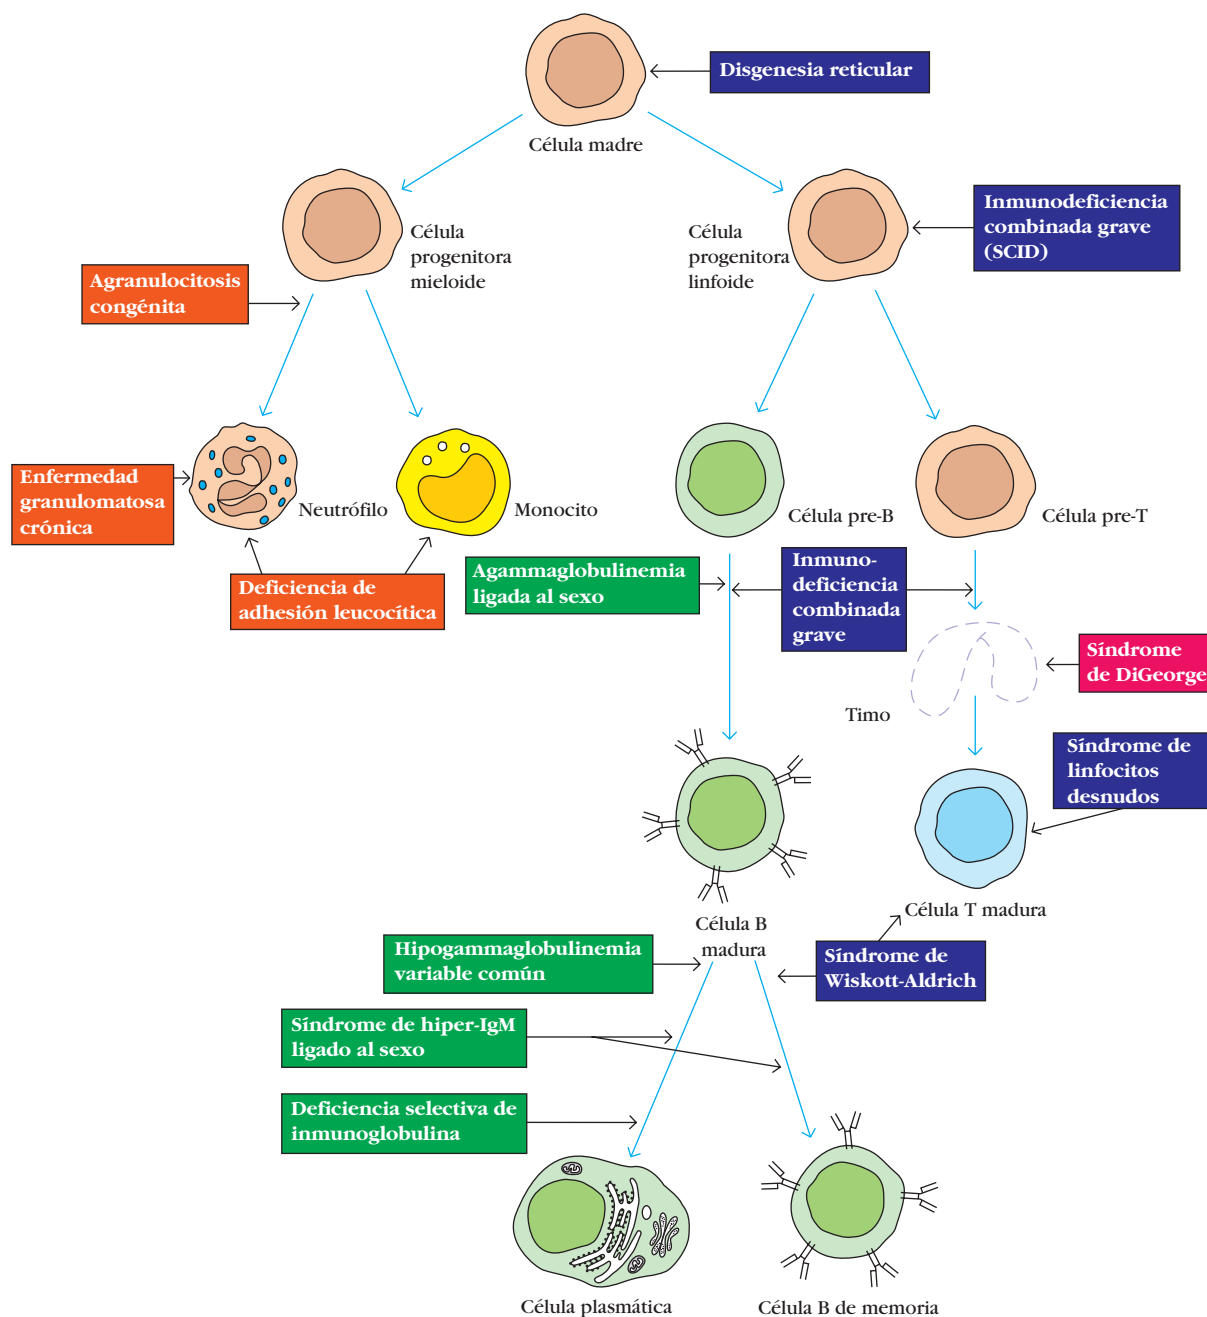 Disgenesia reticular
Célula madre
Célula
progenitora
mieloide
Célula
progenitora
linfoide
Inmunodeficiencia
combinada grave
(SCID)
Agranulocitosis
congénita
Enfermedad
granulomatosa
crónica
Neutrófilo
Monocito
Célula pre-B
Célula pre-T
Deficiencia de
adhesión leucocítica
Agammaglobulinemia
ligada al sexo
Inmuno-
deficiencia
combinada
grave
Síndrome
de DiGeorge
Timo
Síndrome de
linfocitos
desnudos
Célula T madura
Célula B
madura
Hipogammaglobulinemia
variable común
Síndrome de
Wiskott-Aldrich
Síndrome de hiper-IgM
ligado al sexo
Deficiencia selectiva de
inmunoglobulina
Célula plasmática
Célula B de memoria